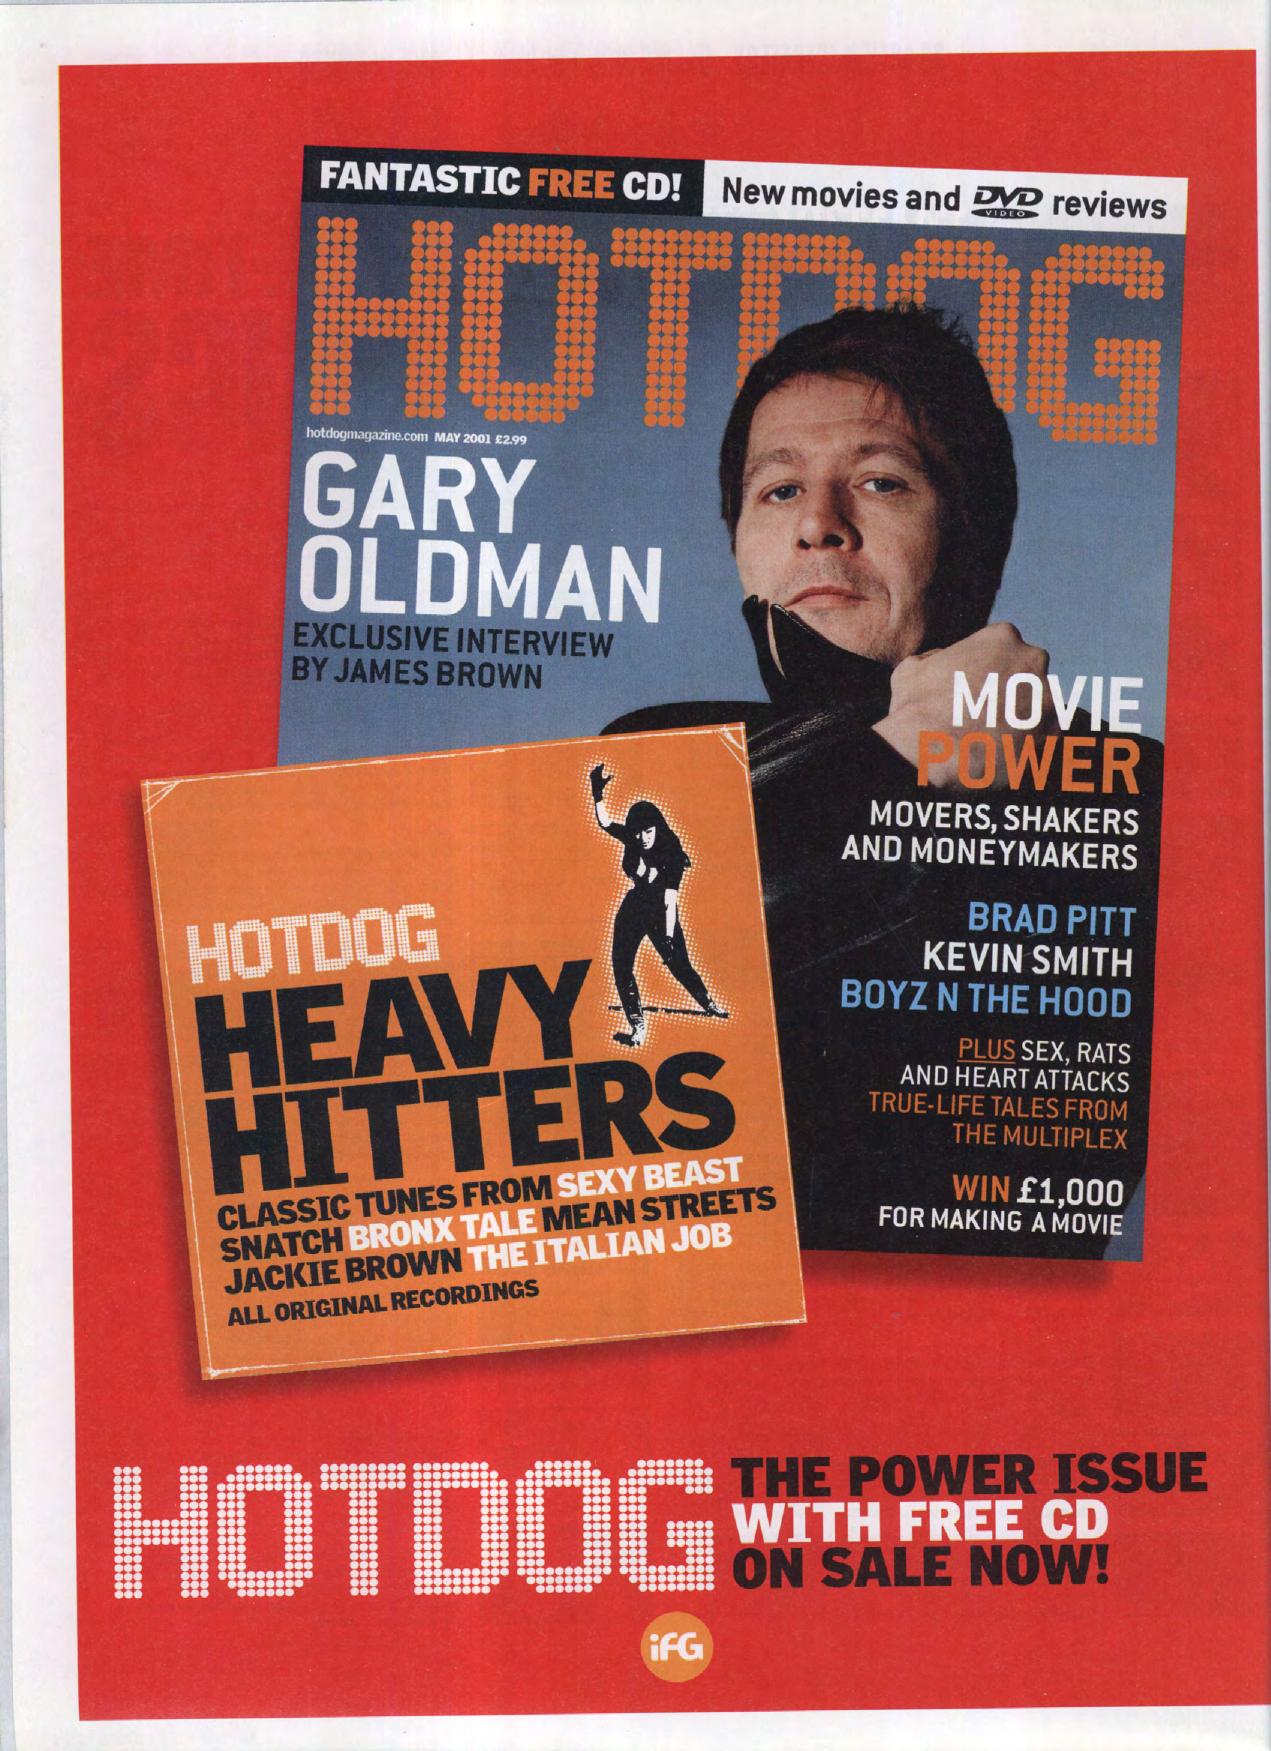 FANTASTIC FREE CD!
New movies and DVD VIDEO reviews
HOTDOG
hotdogmagazine.com MAY 2001 £2.99
GARY
OLDMAN
EXCLUSIVE INTERVIEW
BY JAMES BROWN
MOVIE
POWER
MOVERS, SHAKERS
AND MONEYMAKERS
BRAD PITT
KEVIN SMITH
BOYZ N THE HOOD
PLUS SEX, RATS
AND HEART ATTACKS
TRUE-LIFE TALES FROM
THE MULTIPLEX
WIN £1,000
FOR MAKING A MOVIE
HOTDOG
HEAVY
HITTERS
CLASSIC TUNES FROM SEXY BEAST
SNATCH BRONX TALE MEAN STREETS
JACKIE BROWN THE ITALIAN JOB
ALL ORIGINAL RECORDINGS
HOTDOG
THE POWER ISSUE
WITH FREE CD
ON SALE NOW!
iFG